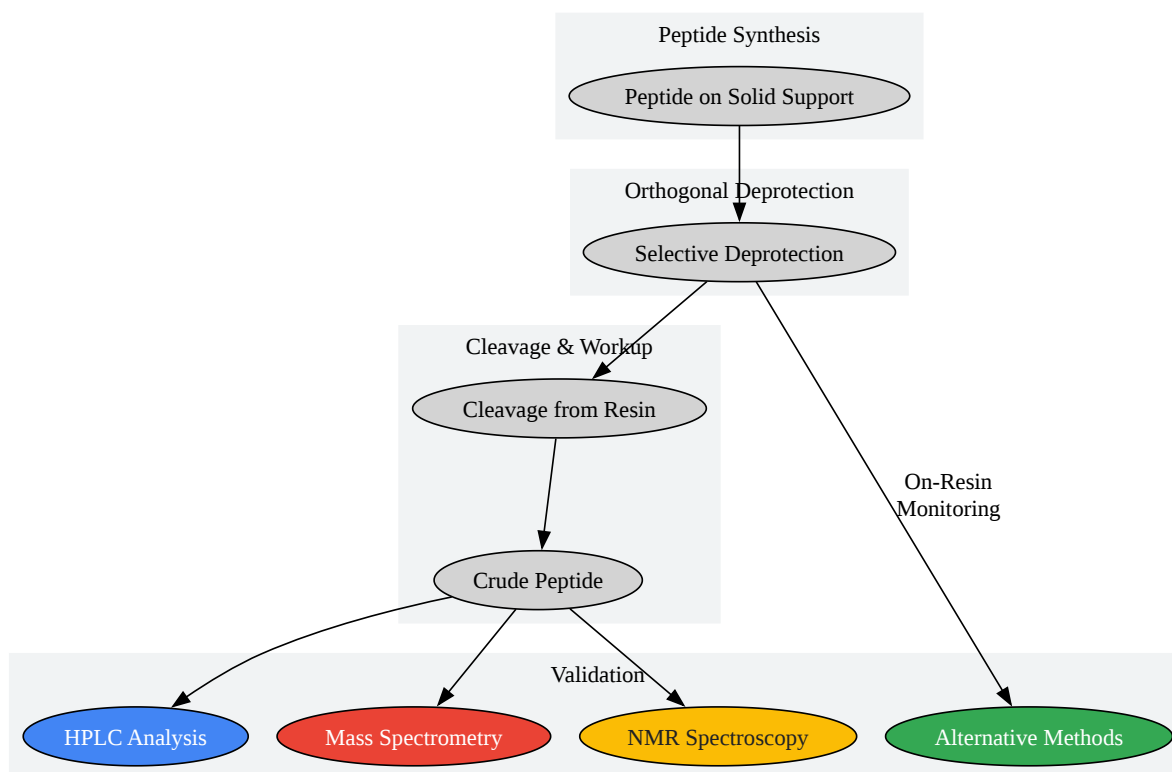 Peptide Synthesis
Peptide on Solid Support
Orthogonal Deprotection
Selective Deprotection
Cleavage & Workup
Cleavage from Resin
On-Resin
Monitoring
Crude Peptide
Validation
HPLC Analysis
Mass Spectrometry
NMR Spectroscopy
Alternative Methods